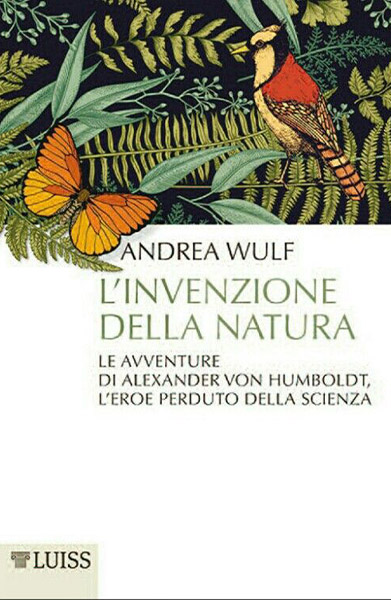 ANDREA WULF
L'INVENZIONE
DELLA NATURA
LE AVVENTURE
DI ALEXANDER VON HUMBOLDT,
L'EROE PERDUTO DELLA SCIENZA
LUISS